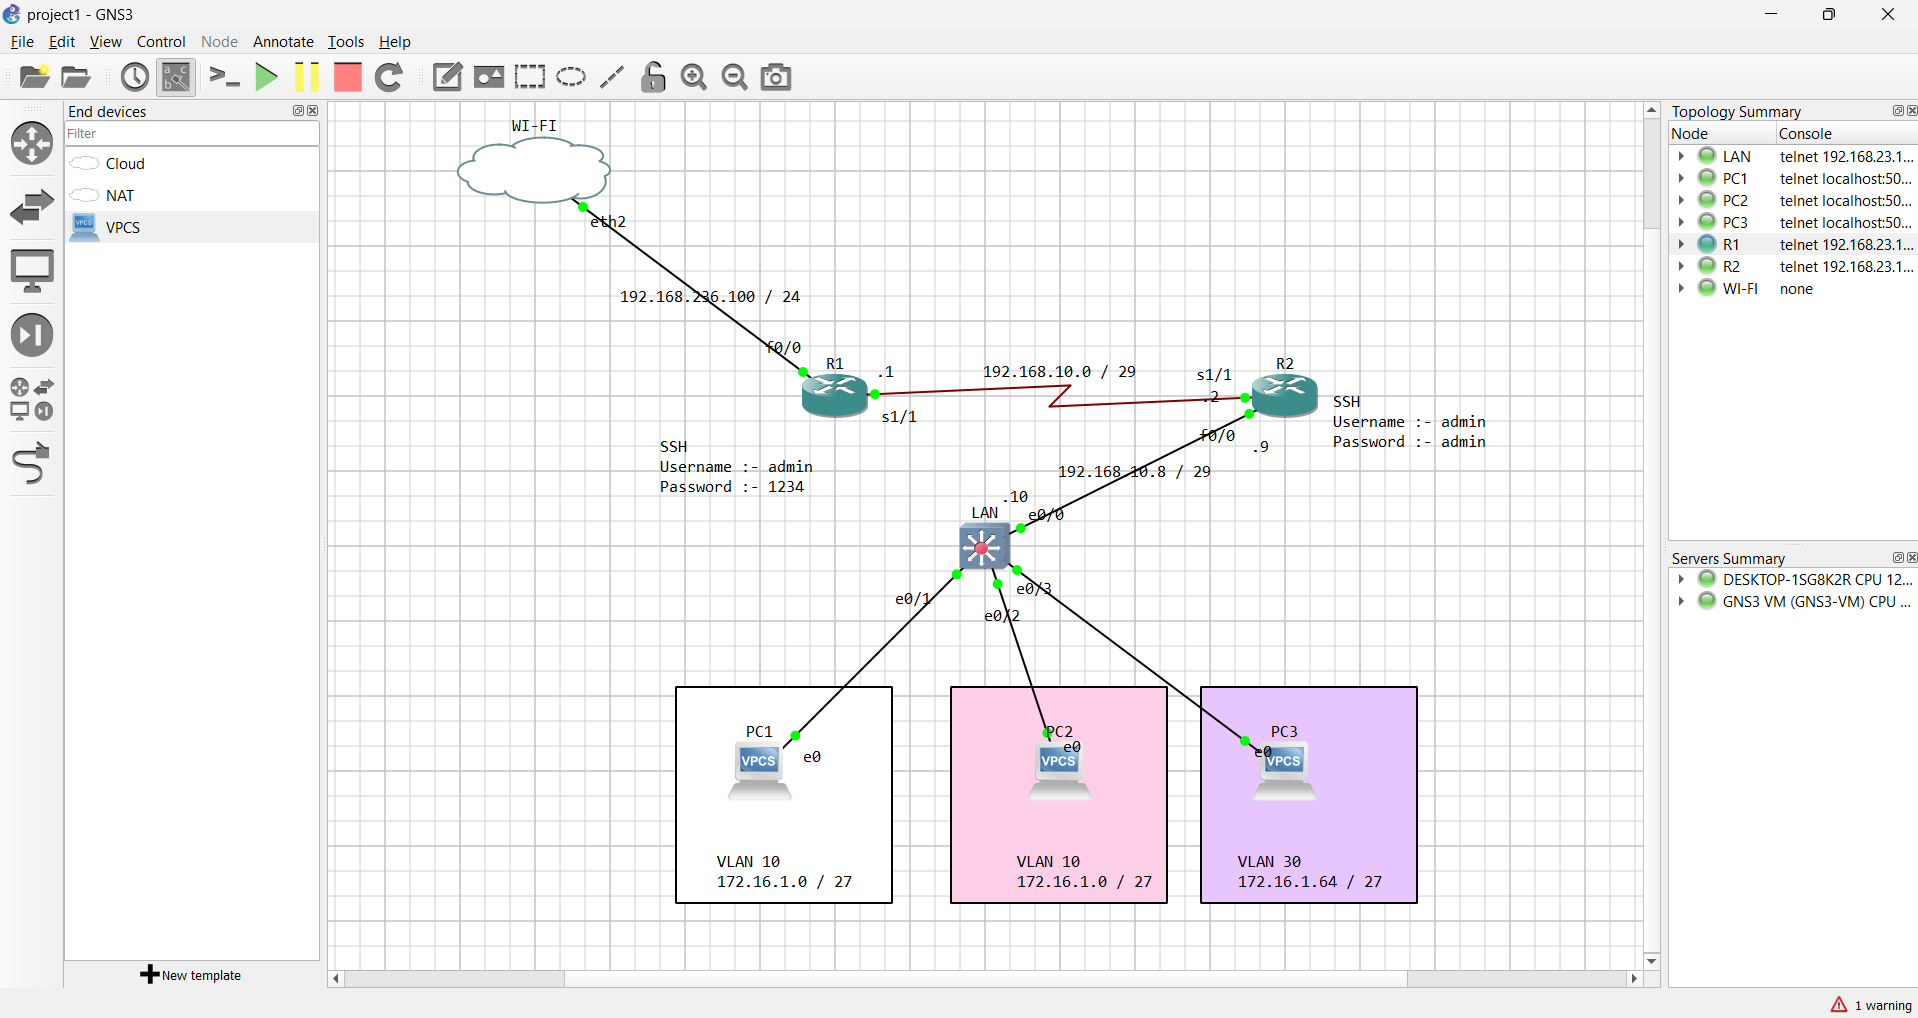 project1 - GNS3
File Edit View Control Node Annotate Tools Help
End devices
Filter
Cloud
NAT
VPCS
VPCS
New template
WI-FI
eth2
192.168.236.100 / 24
f0/0
R1
.1
s1/1
192.168.10.0 / 29
s1/1
.2
R2
f0/0
.9
SSH
Username :- admin
Password :- admin
SSH
Username :- admin
Password :- 1234
192.168.10.8 / 29
.10
LAN
e0/0
e0/1
e0/2
e0/3
PC1
VPCS
e0
VLAN 10
172.16.1.0 / 27
PC2
e0
VPCS
VLAN 10
172.16.1.0 / 27
PC3
e0
VPCS
VLAN 30
172.16.1.64 / 27
Topology Summary
Node Console
LAN telnet 192.168.23.1...
PC1 telnet localhost:50...
PC2 telnet localhost:50...
PC3 telnet localhost:50...
R1 telnet 192.168.23.1...
R2 telnet 192.168.23.1...
WI-FI none
Servers Summary
DESKTOP-1SG8K2R CPU 12...
GNS3 VM (GNS3-VM) CPU ...
1 warning